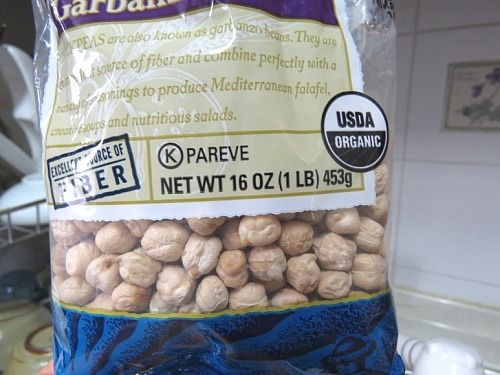 Garban
CKPEAS are also known as garbanzo beans. They are
source of fiber and combine perfectly with a
seasonings to produce Mediterranean falafel,
soups and nutritious salads.
USDA
ORGANIC
EXCELLENT SOURCE OF
FIBER
K PAREVE
NET WT 16 OZ (1 LB) 453g